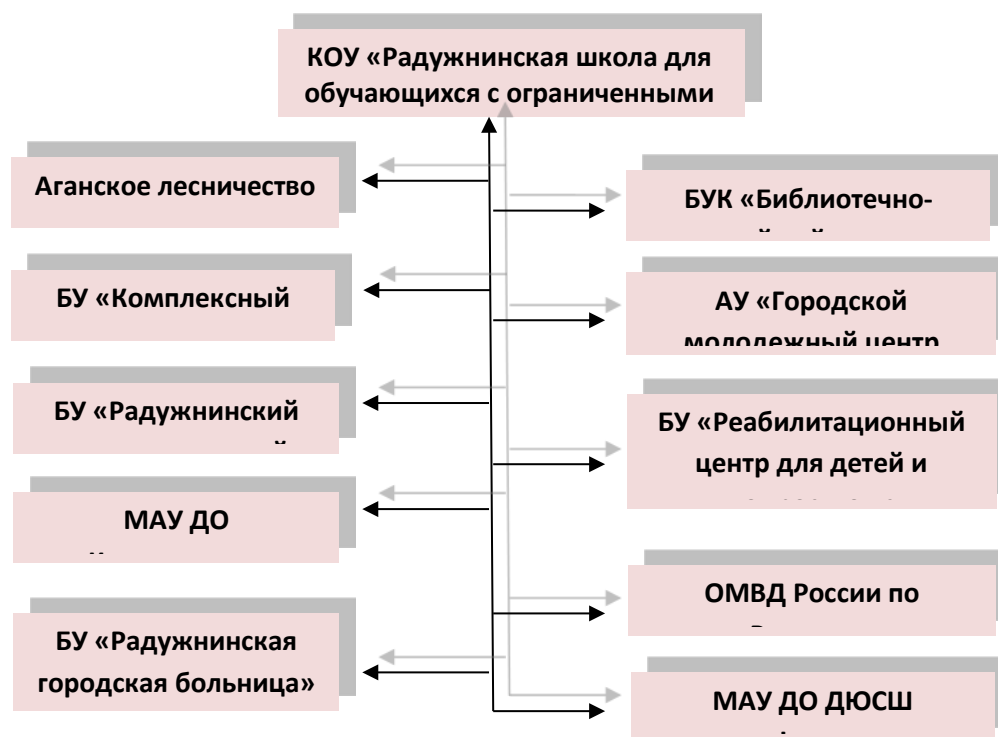 КОУ «Радужнинская школа для
обучающихся с ограниченными
Аганское лесничество
БУК «Библиотечно-
БУ «Комплексный
АУ «Городской
молодежный центр
БУ «Радужнинский
БУ «Реабилитационный
центр для детей и
МАУ ДО
ОМВД России по
БУ «Радужнинская
городская больница»
МАУ ДО ДЮСШ